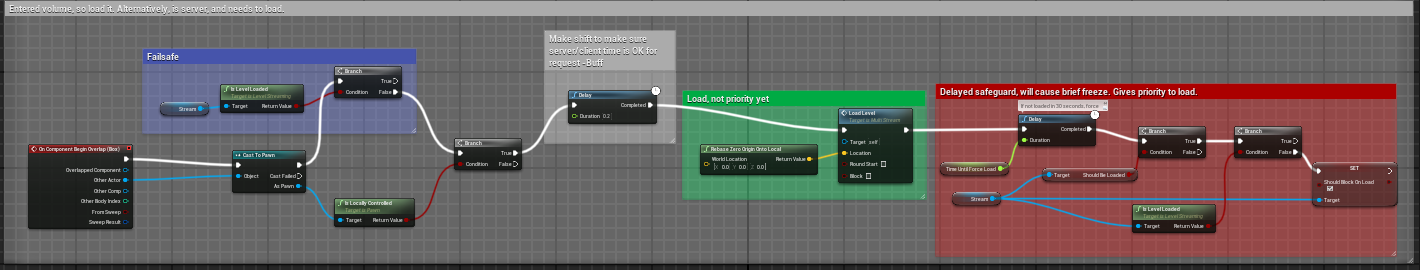 Entered volume, so load it. Alternatively, is server, and needs to load.
Failsafe
Stream
Is Level Loaded
Target is Level Streaming
Target
Return Value
Branch
True
Condition
False
On Component Begin Overlap (Box)
Overlapped Component
Other Actor
Other Comp
Other Body Index
From Sweep
Sweep Result
Cast To Pawn
Object
Cast Failed
As Pawn
Is Locally Controlled
Target is Pawn
Target
Return Value
Branch
True
Condition
False
Make shift to make sure
server/client time is OK for
request -Buff
Delay
Completed
Duration 0.2
Load, not priority yet
Rebase Zero Origin Onto Local
World Location
Return Value
X 0.0 Y 0.0 Z 0.0
Load Level
Target is Multi Stream
Target self
Location
Round Start
Block
Delayed safeguard, will cause brief freeze. Gives priority to load.
If not loaded in 30 seconds, force
Delay
Completed
Duration
Time Until Force Load
Stream
Target
Should Be Loaded
Branch
True
Condition
False
Is Level Loaded
Target is Level Streaming
Target
Return Value
Branch
True
Condition
False
SET
Should Block On Load
Target